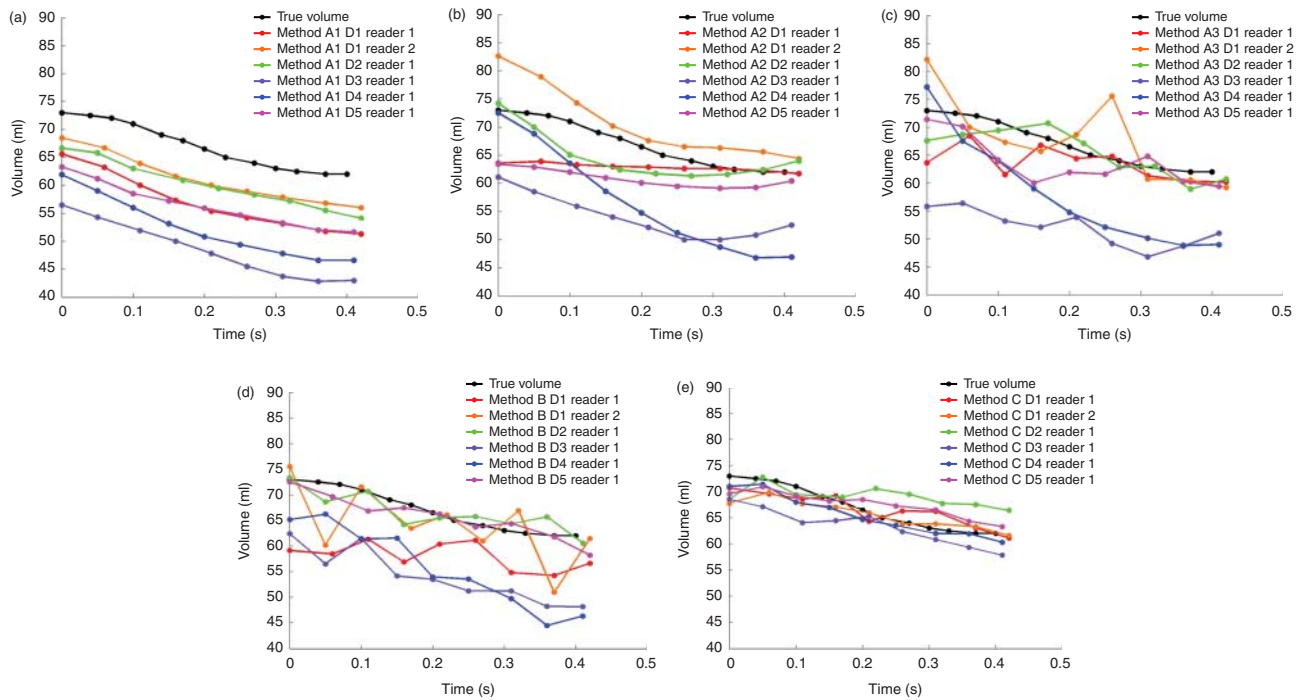 (a)
True volume
Method A1 D1 reader 1
Method A1 D1 reader 2
Method A1 D2 reader 1
Method A1 D3 reader 1
Method A1 D4 reader 1
Method A1 D5 reader 1
90
85
80
75
70
65
60
55
50
45
40
Volume (ml)
0 0.1 0.2 0.3 0.4 0.5
Time (s)
(b)
True volume
Method A2 D1 reader 1
Method A2 D1 reader 2
Method A2 D2 reader 1
Method A2 D3 reader 1
Method A2 D4 reader 1
Method A2 D5 reader 1
90
85
80
75
70
65
60
55
50
45
40
Volume (ml)
0 0.1 0.2 0.3 0.4 0.5
Time (s)
(c)
True volume
Method A3 D1 reader 1
Method A3 D1 reader 2
Method A3 D2 reader 1
Method A3 D3 reader 1
Method A3 D4 reader 1
Method A3 D5 reader 1
90
85
80
75
70
65
60
55
50
45
40
Volume (ml)
0 0.1 0.2 0.3 0.4 0.5
Time (s)
(d)
True volume
Method B D1 reader 1
Method B D1 reader 2
Method B D2 reader 1
Method B D3 reader 1
Method B D4 reader 1
Method B D5 reader 1
90
85
80
75
70
65
60
55
50
45
40
Volume (ml)
0 0.1 0.2 0.3 0.4 0.5
Time (s)
(e)
True volume
Method C D1 reader 1
Method C D1 reader 2
Method C D2 reader 1
Method C D3 reader 1
Method C D4 reader 1
Method C D5 reader 1
90
85
80
75
70
65
60
55
50
45
40
Volume (ml)
0 0.1 0.2 0.3 0.4 0.5
Time (s)